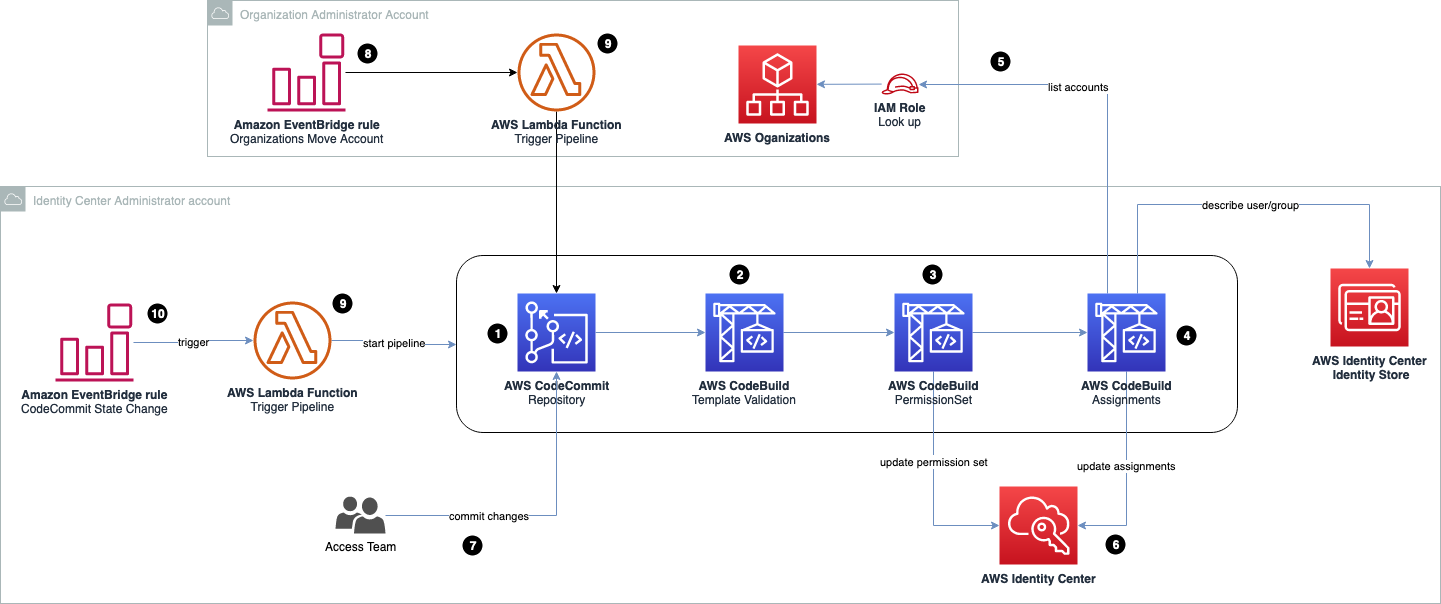 Organization Administrator Account
8
9
5
list accounts
Amazon EventBridge rule
Organizations Move Account
AWS Lambda Function
Trigger Pipeline
AWS Oganizations
IAM Role
Look up
Identity Center Administrator account
describe user/group
10
9
1
2
3
4
trigger
start pipeline
Amazon EventBridge rule
CodeCommit State Change
AWS Lambda Function
Trigger Pipeline
AWS CodeCommit
Repository
AWS CodeBuild
Template Validation
AWS CodeBuild
PermissionSet
AWS CodeBuild
Assignments
AWS Identity Center
Identity Store
update permission set
update assignments
commit changes
Access Team
7
6
AWS Identity Center